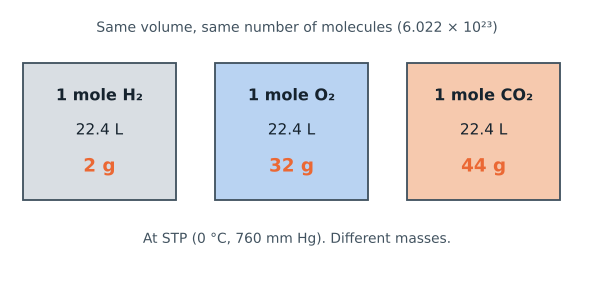 Same volume, same number of molecules (6.022 × 10²³)
1 mole H₂
22.4 L
2 g
1 mole O₂
22.4 L
32 g
1 mole CO₂
22.4 L
44 g
At STP (0 °C, 760 mm Hg). Different masses.